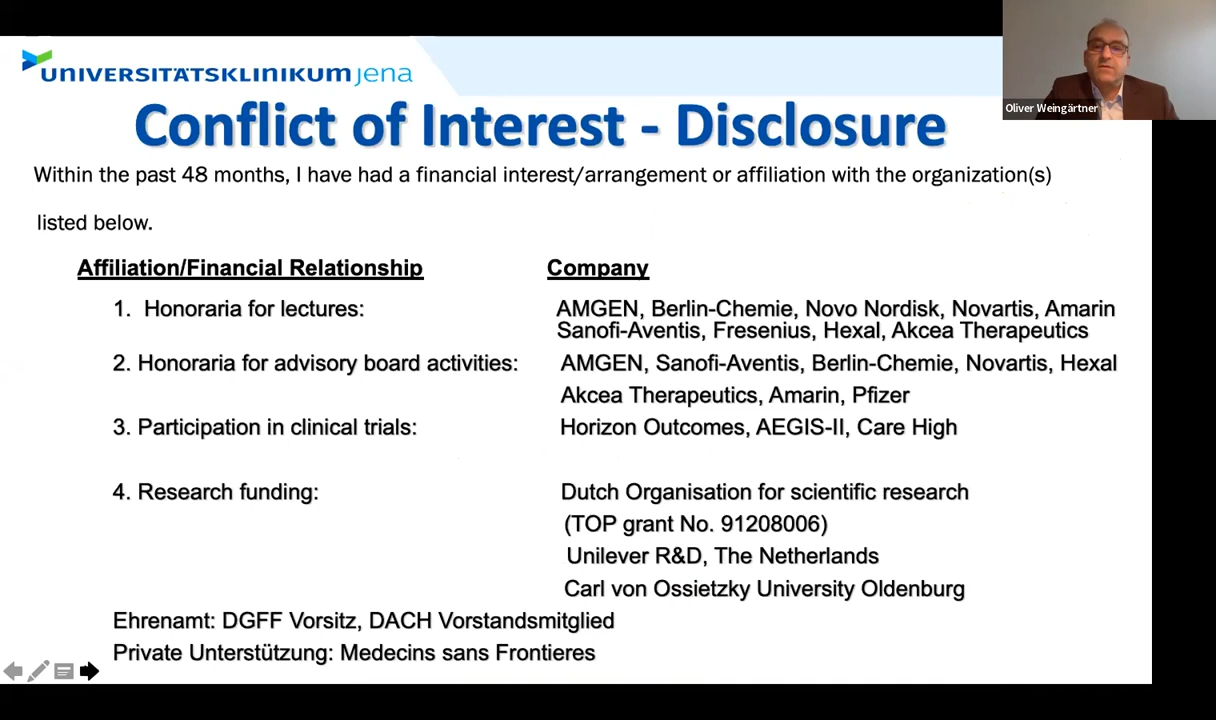 UNIVERSITÄTSKLINIKUM jena
Oliver Weingärtner
Conflict of Interest - Disclosure
Within the past 48 months, I have had a financial interest/arrangement or affiliation with the organization(s)
listed below.
Affiliation/Financial Relationship Company
1. Honoraria for lectures: AMGEN, Berlin-Chemie, Novo Nordisk, Novartis, Amarin
Sanofi-Aventis, Fresenius, Hexal, Akcea Therapeutics
2. Honoraria for advisory board activities: AMGEN, Sanofi-Aventis, Berlin-Chemie, Novartis, Hexal
Akcea Therapeutics, Amarin, Pfizer
3. Participation in clinical trials: Horizon Outcomes, AEGIS-II, Care High
4. Research funding: Dutch Organisation for scientific research
(TOP grant No. 91208006)
Unilever R&D, The Netherlands
Carl von Ossietzky University Oldenburg
Ehrenamt: DGFF Vorsitz, DACH Vorstandsmitglied
Private Unterstützung: Medecins sans Frontieres